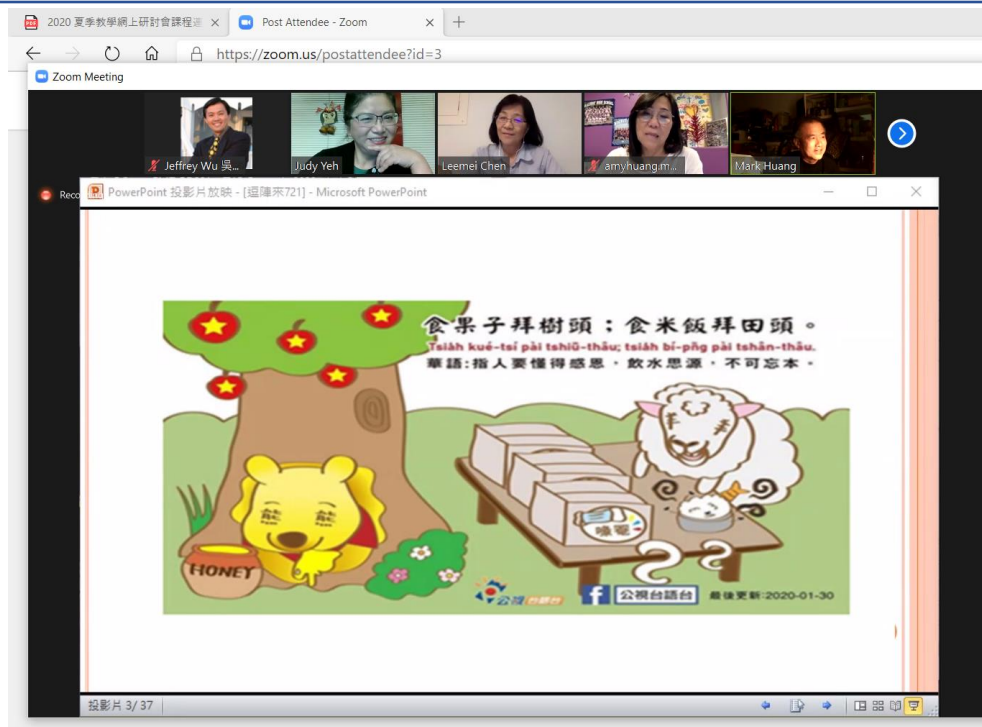 2020 夏季教學網上研討會課程
Post Attendee - Zoom
https://zoom.us/postattendee?id=3
Zoom Meeting
Jeffrey Wu 吳...
Judy Yeh
Leemei Chen
amyhuang.m...
Mark Huang
Reco
PowerPoint 投影片放映 - [逗陣來721] - Microsoft PowerPoint
食果子拜樹頭；食米飯拜田頭。
Tsia̍h kué-tsí pài tshiū-thâu; tsia̍h bí-pn̄g pài tshân-thâu.
華語:指人要懂得感恩，飲水思源，不可忘本。
熊 熊
HONEY
公視台語台
公視台語台
最後更新:2020-01-30
投影片 3/ 37